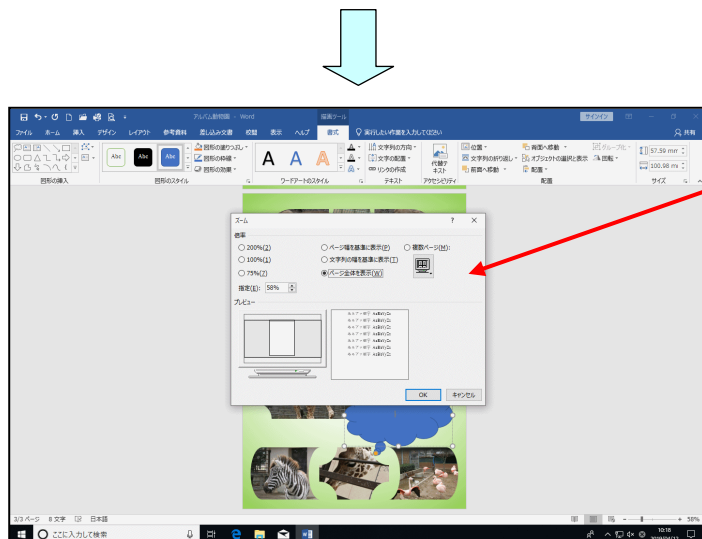 アルバム動物園 - Word
描画ツール
サインイン
ファイル ホーム 挿入 デザイン レイアウト 参考資料 差し込み文書 校閲 表示 ヘルプ 書式 実行したい作業を入力してください 共有
Abc Abc Abc
図形の塗りつぶし
図形の枠線
図形の効果
A A A A A
文字列の方向
文字の配置
リンクの作成
代替テキスト
位置
文字列の折り返し
前面へ移動
背面へ移動
オブジェクトの選択と表示
配置
グループ化
回転
57.59 mm
100.98 mm
図形の挿入 図形のスタイル ワードアートのスタイル テキスト アクセシビリティ 配置 サイズ
ズーム ? ×
倍率
200%(2) ページ幅を基準に表示(P) 複数ページ(M):
100%(1) 文字列の幅を基準に表示(T)
75%(7) ページ全体を表示(W)
指定(E): 58%
プレビュー
OK キャンセル
3/3 ページ 8 文字 日本語 58%
ここに入力して検索
10:16